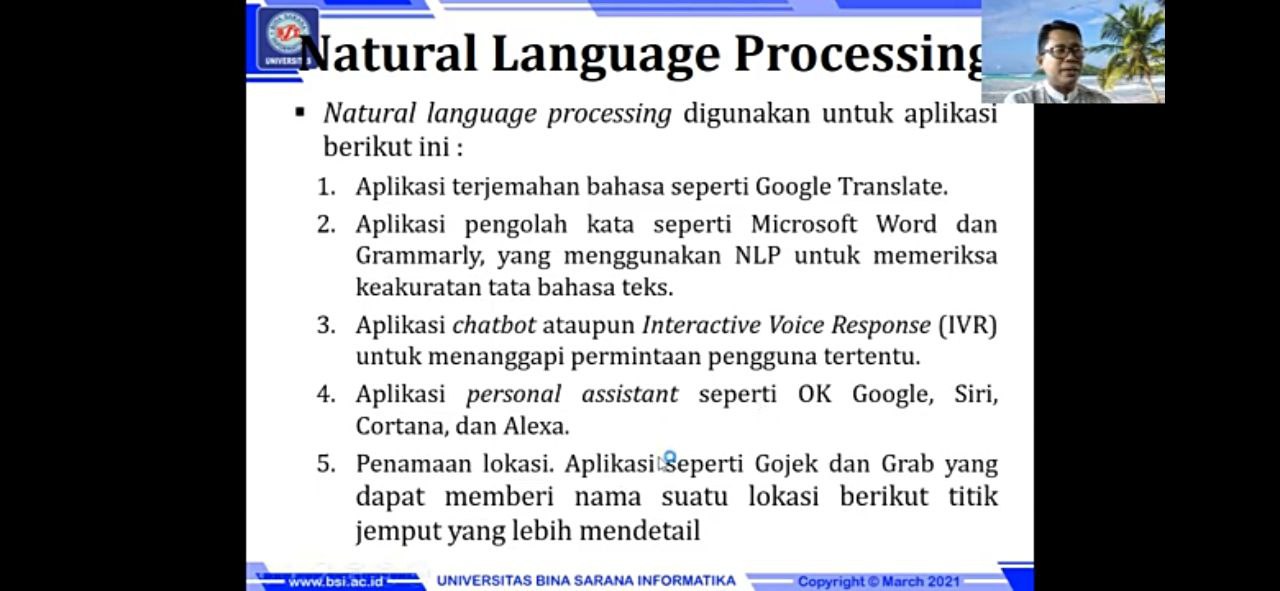 BINA SARANA
BSI
UNIVERSITAS
Natural Language Processing
▪ Natural language processing digunakan untuk aplikasi
berikut ini :
1. Aplikasi terjemahan bahasa seperti Google Translate.
2. Aplikasi pengolah kata seperti Microsoft Word dan
Grammarly, yang menggunakan NLP untuk memeriksa
keakuratan tata bahasa teks.
3. Aplikasi chatbot ataupun Interactive Voice Response (IVR)
untuk menanggapi permintaan pengguna tertentu.
4. Aplikasi personal assistant seperti OK Google, Siri,
Cortana, dan Alexa.
5. Penamaan lokasi. Aplikasi seperti Gojek dan Grab yang
dapat memberi nama suatu lokasi berikut titik
jemput yang lebih mendetail
www.bsi.ac.id
UNIVERSITAS BINA SARANA INFORMATIKA
Copyright © March 2021